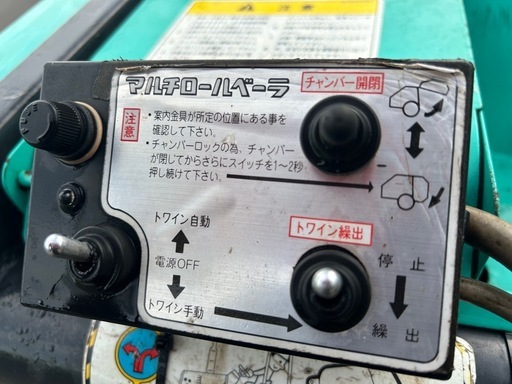 注意
マルチロールベーラ
チャンバー開閉
注意
・案内金具が所定の位置にある事を
確認して下さい。
・チャンバーロックの為、チャンバー
が閉じてからさらにスイッチを1～2秒
押し続けて下さい。
トワイン自動
電源OFF
トワイン手動
トワイン繰出
停止
繰出